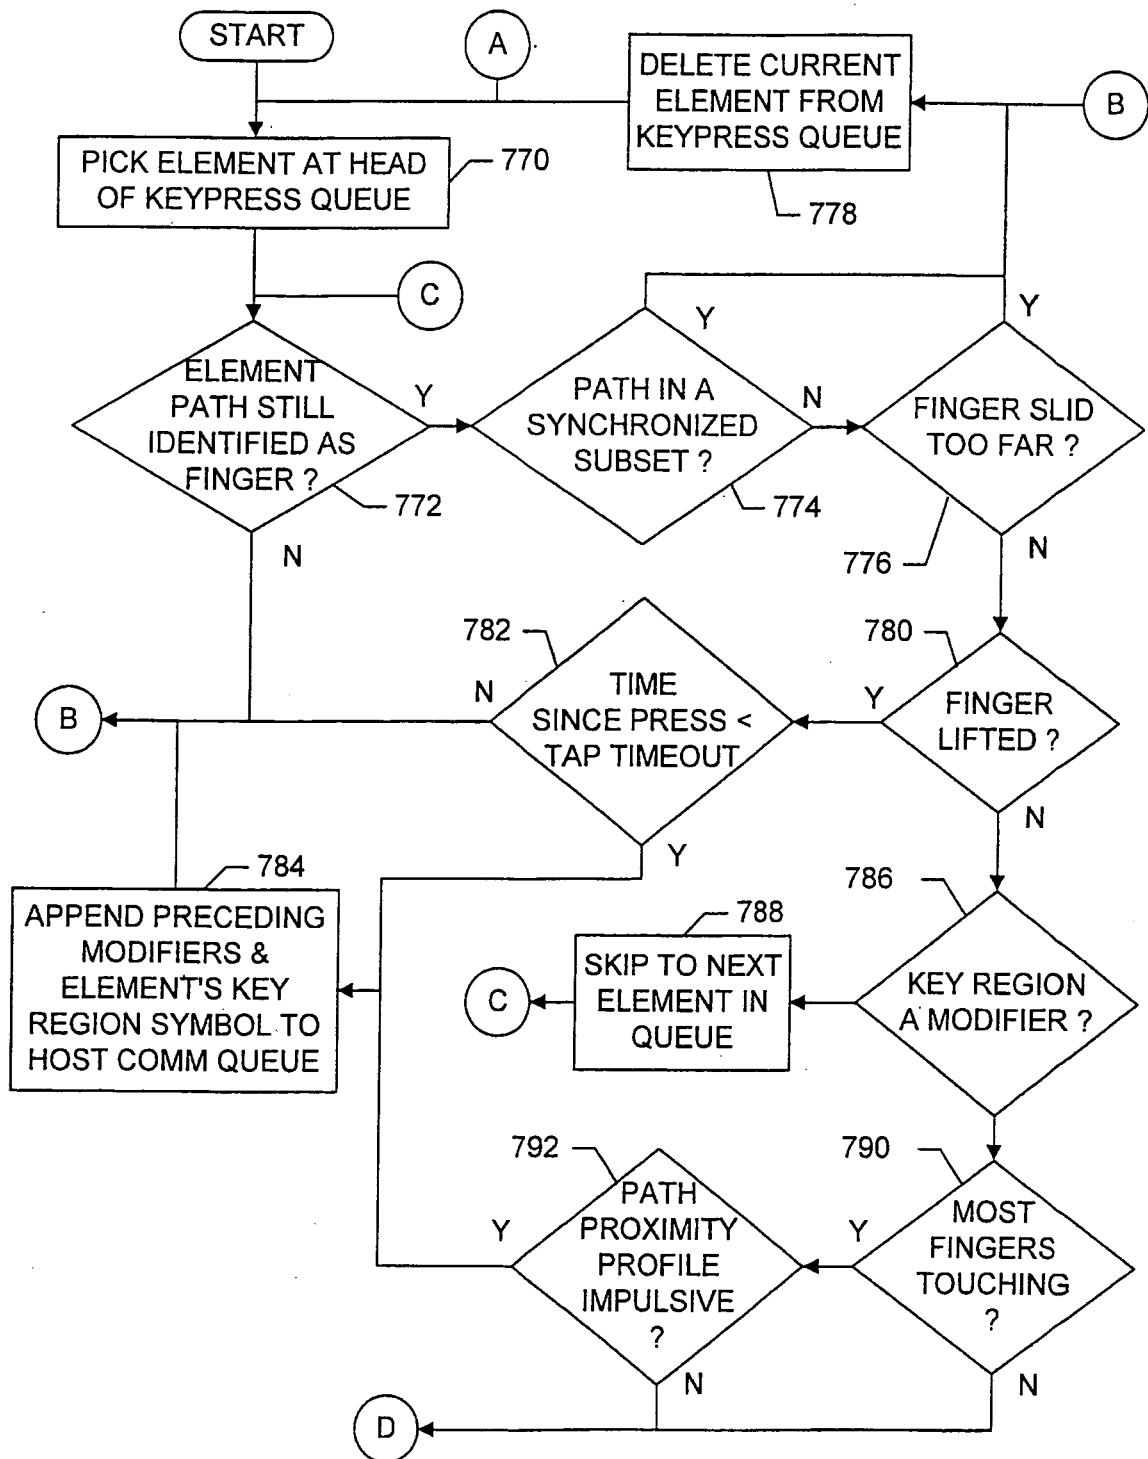 START
A
DELETE CURRENT
ELEMENT FROM
KEYPRESS QUEUE
B
778
PICK ELEMENT AT HEAD
OF KEYPRESS QUEUE
770
C
ELEMENT
PATH STILL
IDENTIFIED AS
FINGER ?
772
Y
N
PATH IN A
SYNCHRONIZED
SUBSET ?
774
Y
N
FINGER SLID
TOO FAR ?
776
Y
N
780
FINGER
LIFTED ?
Y
N
782
TIME
SINCE PRESS <
TAP TIMEOUT
N
Y
B
784
APPEND PRECEDING
MODIFIERS &
ELEMENT'S KEY
REGION SYMBOL TO
HOST COMM QUEUE
786
KEY REGION
A MODIFIER ?
788
SKIP TO NEXT
ELEMENT IN
QUEUE
C
790
MOST
FINGERS
TOUCHING
?
Y
N
792
PATH
PROXIMITY
PROFILE
IMPULSIVE
?
Y
N
D